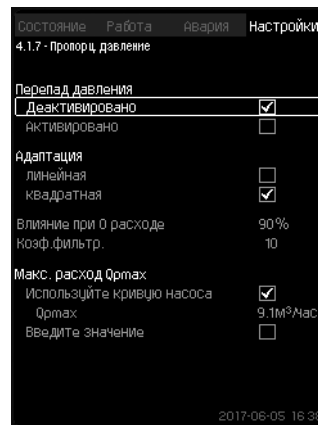 Состояние Работа Авария Настройки
4.1.7 - Пропорц. давление
Перепад давления
Деактивировано
Активировано
Адаптация
линейная
квадратная
Влияние при 0 расходе 90%
Коэф.фильтр. 10
Макс. расход Qpmax
Используйте кривую насоса
Qpmax 9.1м³/час
Введите значение
2017-06-05 16:38